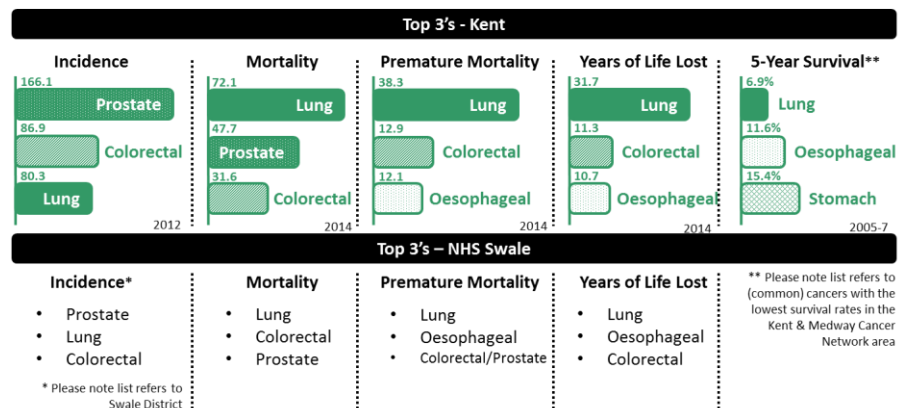 Top 3's - Kent
Incidence
166.1
Prostate
86.9
Colorectal
80.3
Lung
2012
Mortality
72.1
Lung
47.7
Prostate
31.6
Colorectal
2014
Premature Mortality
38.3
Lung
12.9
Colorectal
12.1
Oesophageal
2014
Years of Life Lost
31.7
Lung
11.3
Colorectal
10.7
Oesophageal
2014
5-Year Survival**
6.9%
Lung
11.6%
Oesophageal
15.4%
Stomach
2005-7
Top 3's – NHS Swale
Incidence*
• Prostate
• Lung
• Colorectal
* Please note list refers to
Swale District
Mortality
• Lung
• Colorectal
• Prostate
Premature Mortality
• Lung
• Oesophageal
• Colorectal/Prostate
Years of Life Lost
• Lung
• Oesophageal
• Colorectal
** Please note list refers to
(common) cancers with the
lowest survival rates in the
Kent & Medway Cancer
Network area